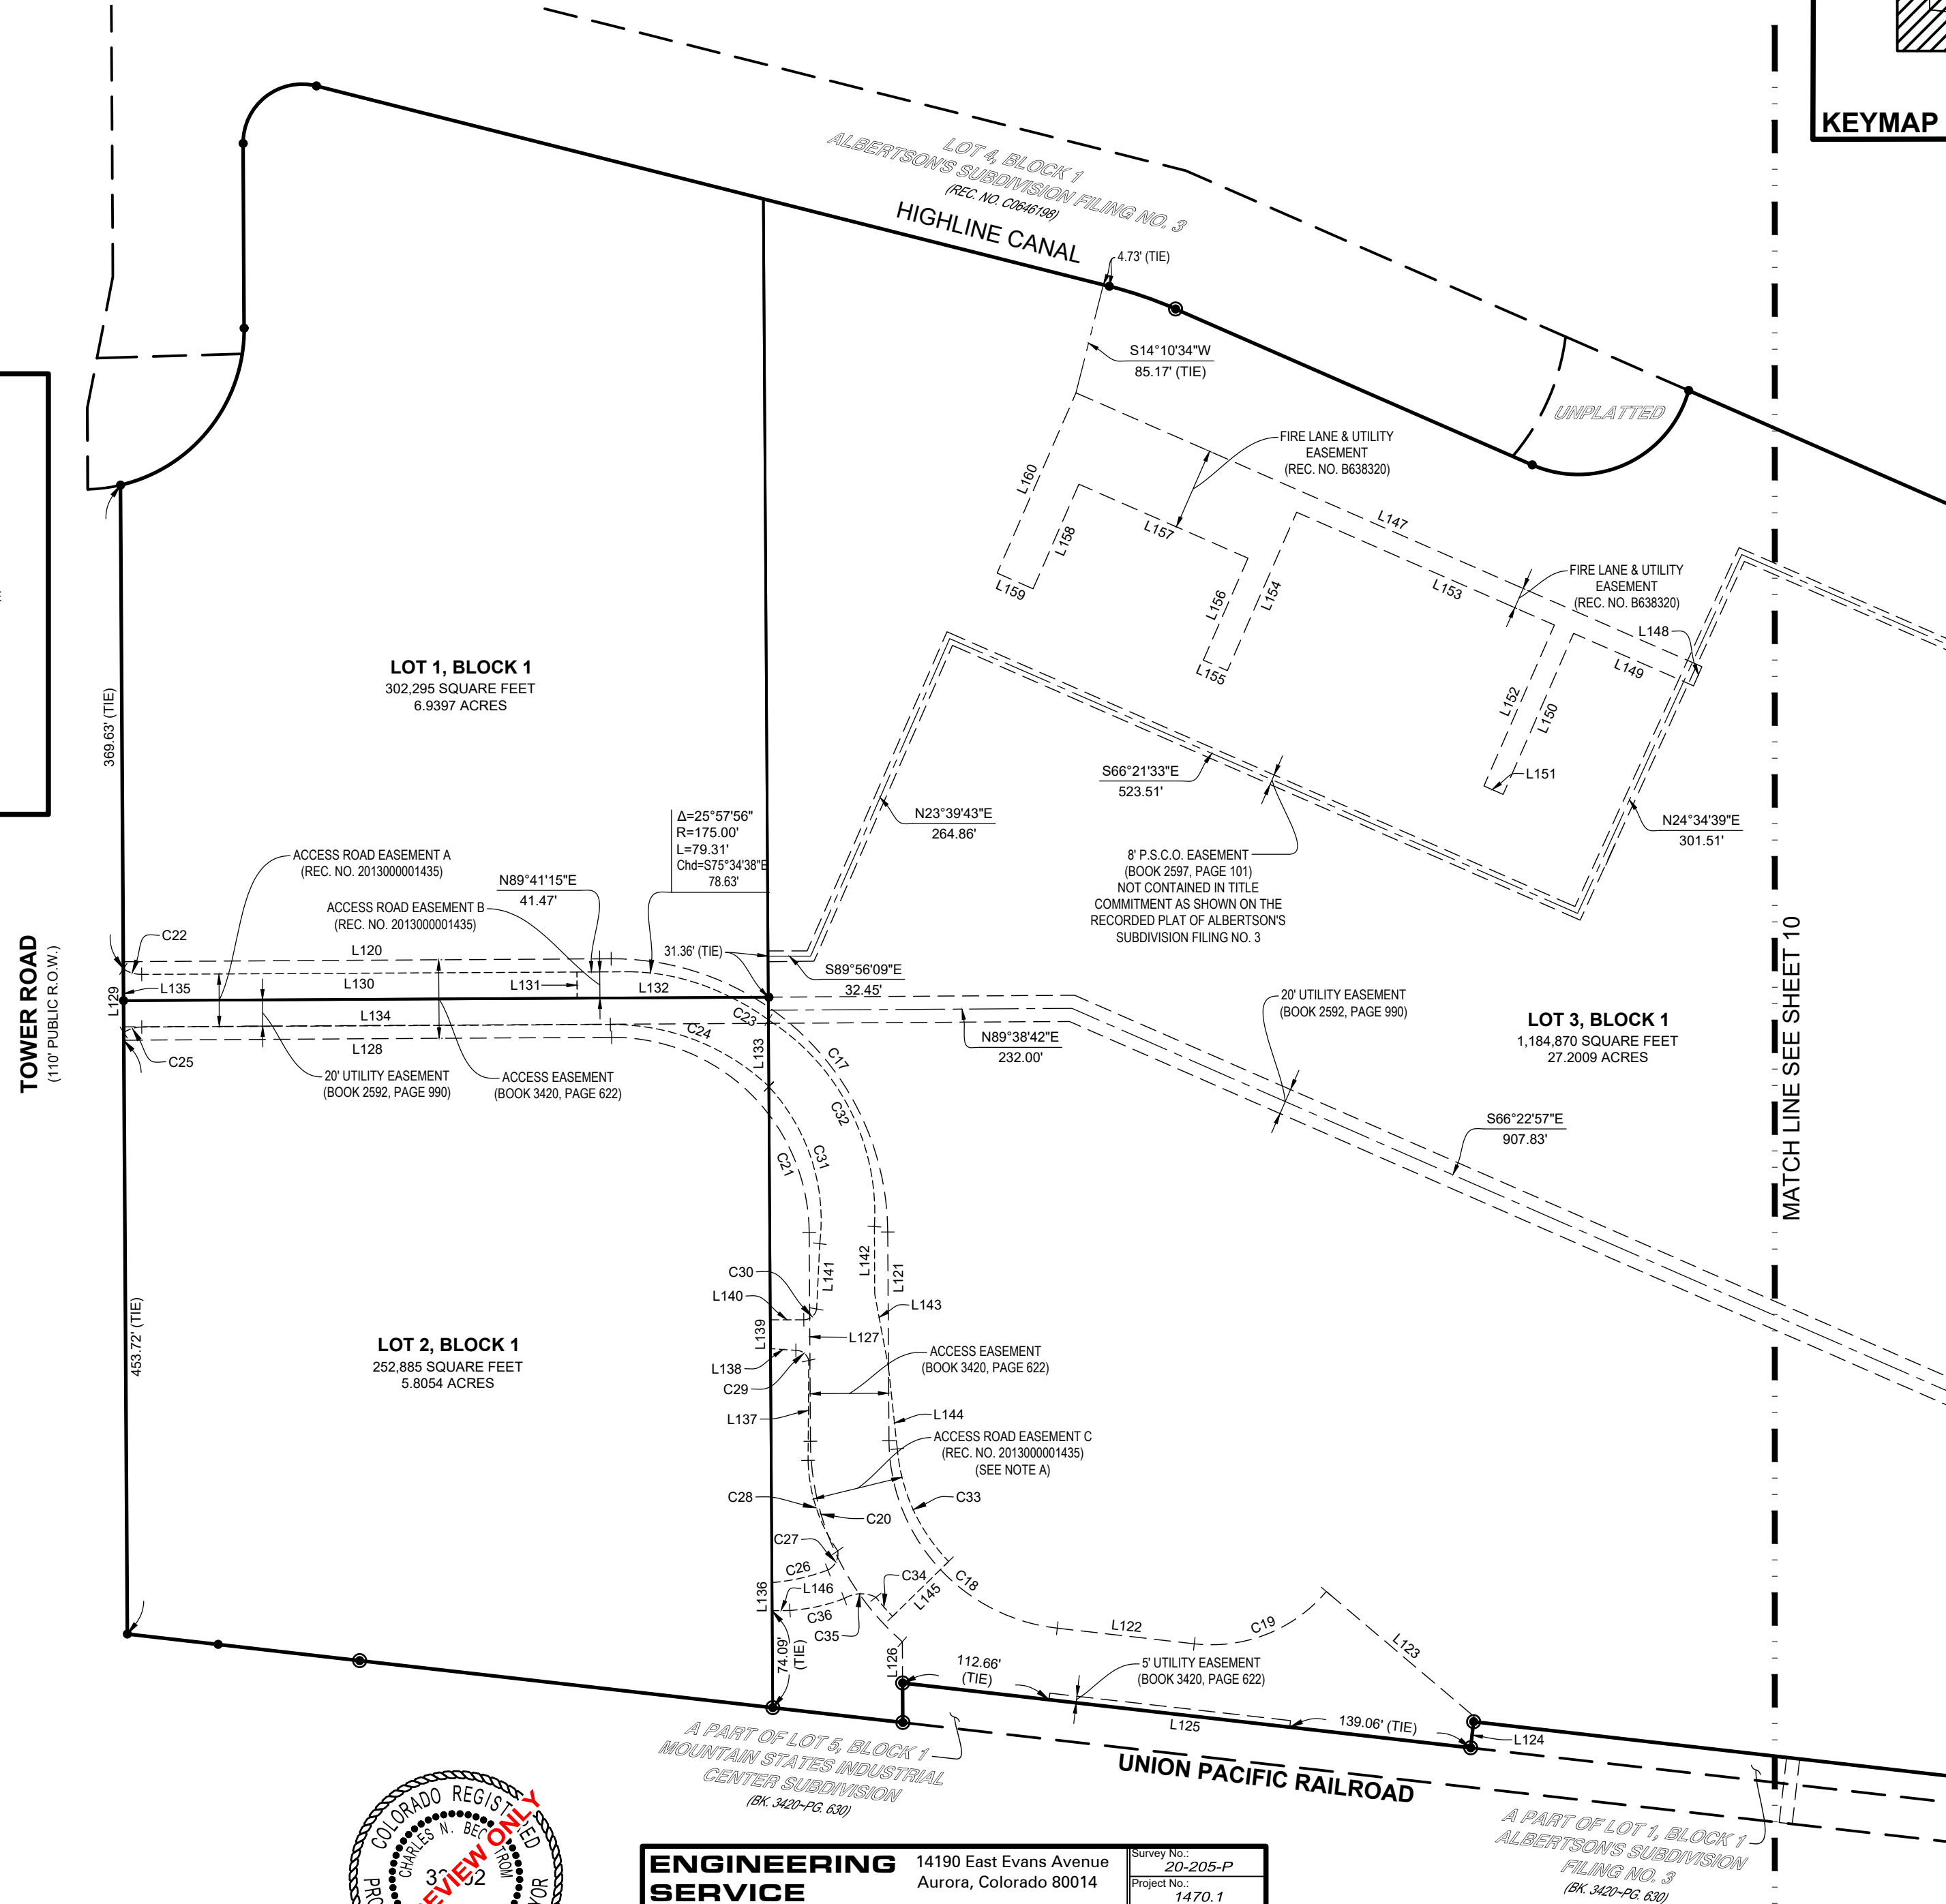 KEYMAP
LOT 4, BLOCK 1
ALBERTSON'S SUBDIVISION FILING NO. 3
(REC. NO. C0646198)
HIGHLINE CANAL
4.73' (TIE)
S14°10'34"W
85.17' (TIE)
UNPLATTED
FIRE LANE & UTILITY
EASEMENT
(REC. NO. B638320)
L160
L158
L157
L147
L159
L156
L154
L153
FIRE LANE & UTILITY
EASEMENT
(REC. NO. B638320)
L148
L149
L155
L152
L150
L151
LOT 1, BLOCK 1
302,295 SQUARE FEET
6.9397 ACRES
369.63' (TIE)
S66°21'33"E
523.51'
N23°39'43"E
264.86'
N24°34'39"E
301.51'
8' P.S.C.O. EASEMENT
(BOOK 2597, PAGE 101)
NOT CONTAINED IN TITLE
COMMITMENT AS SHOWN ON THE
RECORDED PLAT OF ALBERTSON'S
SUBDIVISION FILING NO. 3
Δ=25°57'56"
R=175.00'
L=79.31'
Chd=S75°34'38"E
78.63'
ACCESS ROAD EASEMENT A
(REC. NO. 2013000001435)
N89°41'15"E
41.47'
ACCESS ROAD EASEMENT B
(REC. NO. 2013000001435)
C22
L120
31.36' (TIE)
S89°56'09"E
32.45'
TOWER ROAD
(110' PUBLIC R.O.W.)
L129
L135
L130
L131
L132
L134
C23
C24
L128
C25
L133
C17
N89°38'42"E
232.00'
20' UTILITY EASEMENT
(BOOK 2592, PAGE 990)
LOT 3, BLOCK 1
1,184,870 SQUARE FEET
27.2009 ACRES
MATCH LINE SEE SHEET 10
20' UTILITY EASEMENT
(BOOK 2592, PAGE 990)
ACCESS EASEMENT
(BOOK 3420, PAGE 622)
C32
C31
C21
S66°22'57"E
907.83'
453.72' (TIE)
LOT 2, BLOCK 1
252,885 SQUARE FEET
5.8054 ACRES
C30
L140
L141
L142
L121
L143
L139
L127
L138
C29
ACCESS EASEMENT
(BOOK 3420, PAGE 622)
L137
L144
ACCESS ROAD EASEMENT C
(REC. NO. 2013000001435)
(SEE NOTE A)
C28
C33
C20
C27
C26
C34
L136
L146
L145
C18
C36
C35
L122
C19
L123
74.09'
(TIE)
L126
112.66'
(TIE)
5' UTILITY EASEMENT
(BOOK 3420, PAGE 622)
L125
139.06' (TIE)
L124
A PART OF LOT 5, BLOCK 1
MOUNTAIN STATES INDUSTRIAL
CENTER SUBDIVISION
(BK. 3420~PG. 630)
UNION PACIFIC RAILROAD
A PART OF LOT 1, BLOCK 1
ALBERTSON'S SUBDIVISION
FILING NO. 3
(BK. 3420~PG. 630)
COLORADO REGISTERED
CHARLES N.
REVIEW ONLY
ENGINEERING
SERVICE
14190 East Evans Avenue
Aurora, Colorado 80014
Survey No.:
20-205-P
Project No.:
1470.1